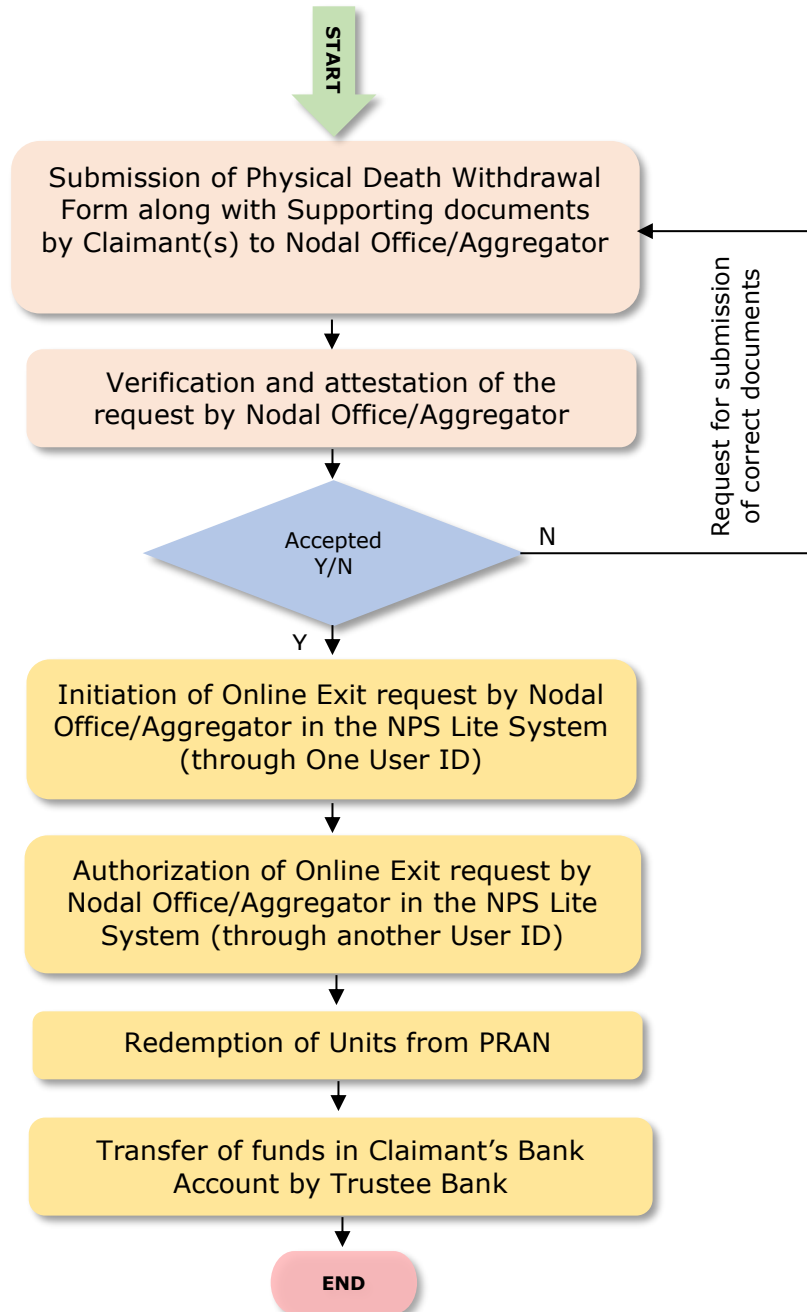 START
Submission of Physical Death Withdrawal
Form along with Supporting documents
by Claimant(s) to Nodal Office/Aggregator
Verification and attestation of the
request by Nodal Office/Aggregator
Request for submission
of correct documents
Accepted
Y/N
N
Y
Initiation of Online Exit request by Nodal
Office/Aggregator in the NPS Lite System
(through One User ID)
Authorization of Online Exit request by
Nodal Office/Aggregator in the NPS Lite
System (through another User ID)
Redemption of Units from PRAN
Transfer of funds in Claimant’s Bank
Account by Trustee Bank
END